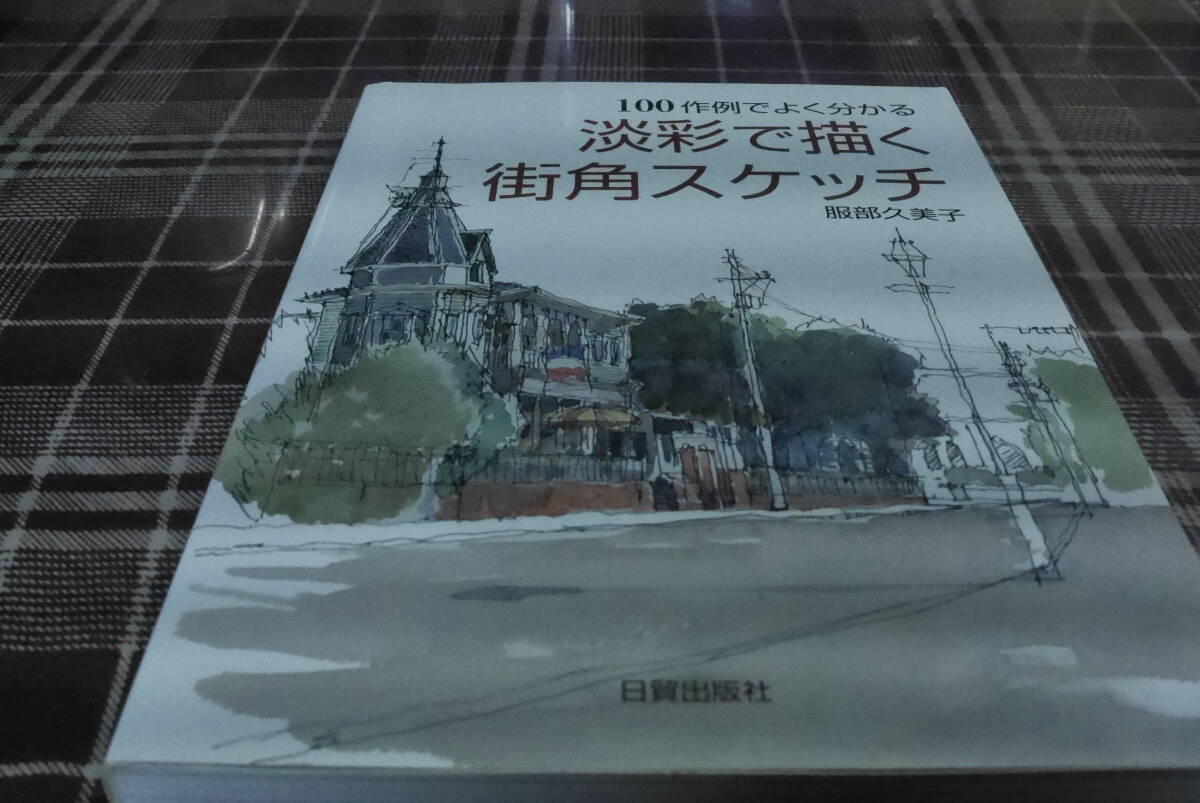 100作例でよく分かる
淡彩で描く
街角スケッチ
服部久美子
日貿出版社